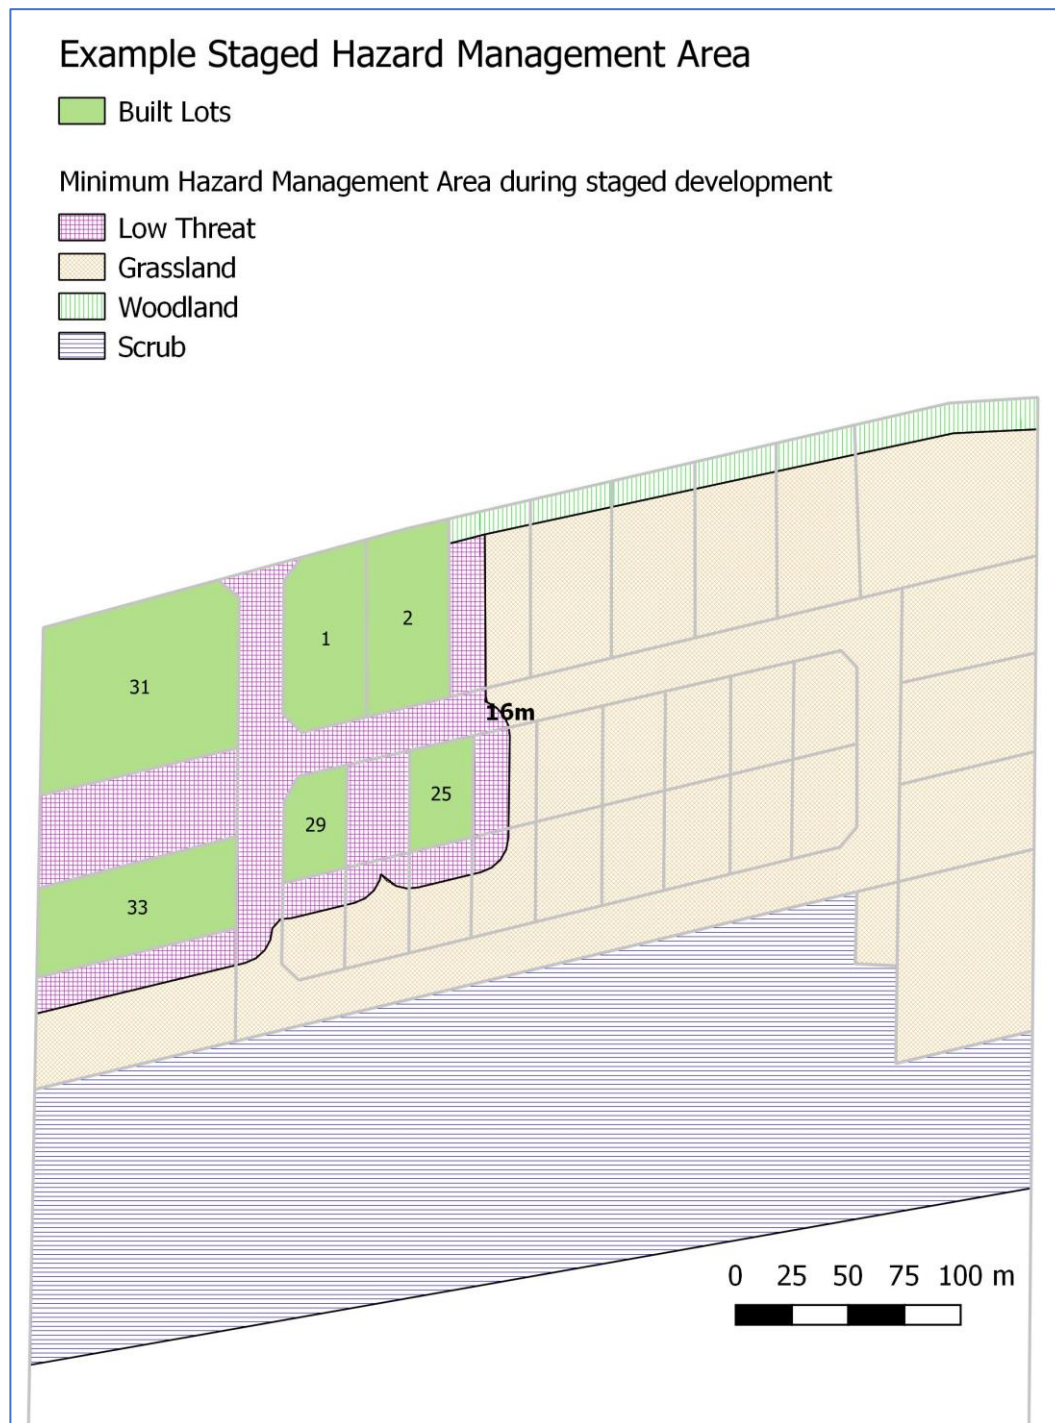 Example Staged Hazard Management Area
Built Lots
Minimum Hazard Management Area during staged development
Low Threat
Grassland
Woodland
Scrub
2
1
31
16m
25
29
33
0 25 50 75 100 m